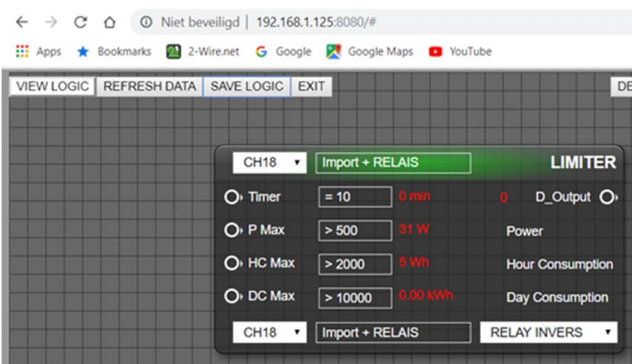 Niet beveiligd | 192.168.1.125:8080/#
Apps Bookmarks 2-Wire.net Google Google Maps YouTube
VIEW LOGIC REFRESH DATA SAVE LOGIC EXIT DE
CH18 Import + RELAIS LIMITER
Timer = 10 0 min 0 D_Output
P Max > 500 31 W Power
HC Max > 2000 5 Wh Hour Consumption
DC Max > 10000 0.00 kWh Day Consumption
CH18 Import + RELAIS RELAY INVERS